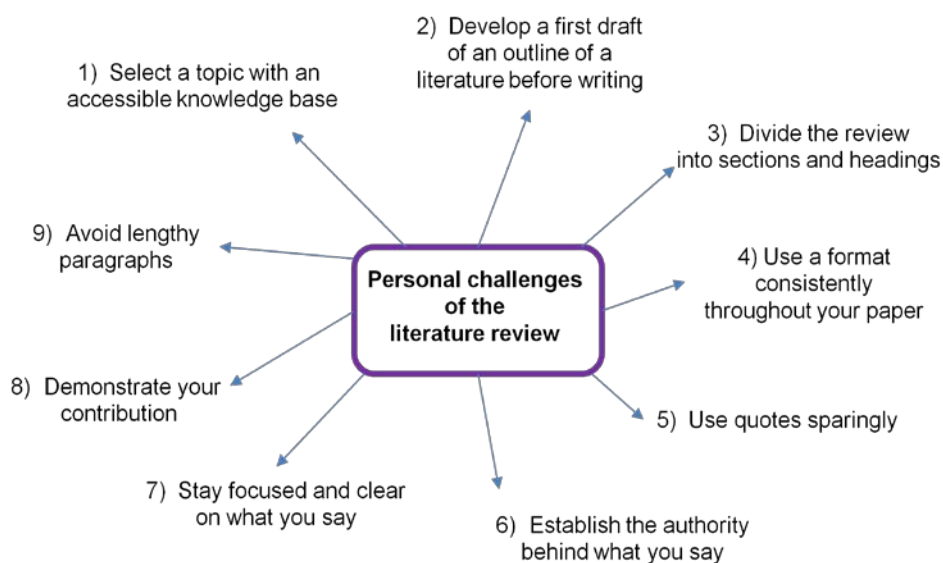 1) Select a topic with an
accessible knowledge base
2) Develop a first draft
of an outline of a
literature before writing
3) Divide the review
into sections and headings
4) Use a format
consistently
throughout your paper
5) Use quotes sparingly
6) Establish the authority
behind what you say
7) Stay focused and clear
on what you say
8) Demonstrate your
contribution
9) Avoid lengthy
paragraphs
Personal challenges
of the
literature review